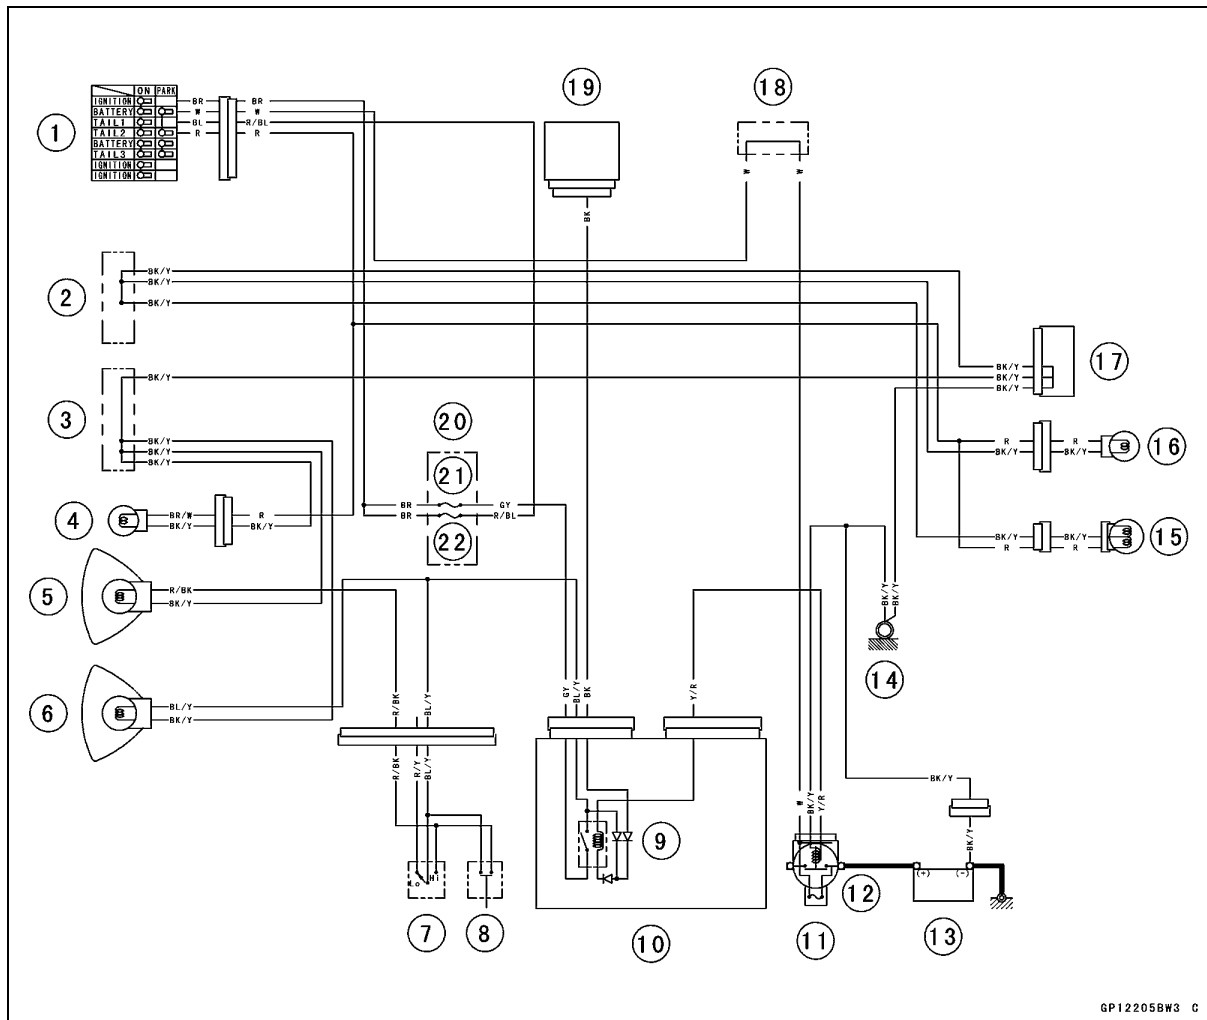 ON PARK
IGNITION
BATTERY
TAIL1
TAIL2
BATTERY
TAIL3
IGNITION
IGNITION
BR BR
W W
BL R/BL
R R
1
19
18
BK
W W
2
BK/Y
BK/Y
BK/Y
3
BK/Y
BK/Y
BK/Y
BK/Y
17
BK/Y
BK/Y
BK/Y
16
R R
BK/Y BK/Y
15
BK/Y BK/Y
R R
4
BR/W R
BK/Y BK/Y
20
21
BR GY
BR R/BL
22
5
R/BK
BK/Y
6
BL/Y
BK/Y
R/BK BL/Y
R/BK R/Y BL/Y
GY BL/Y BK
Y/R
BK/Y BK/Y
14
BK/Y
BK/Y
W BK/Y Y/R
9
Lo Hi
7
8
10
11
12
(+) (-)
13
GP12205BW3 C